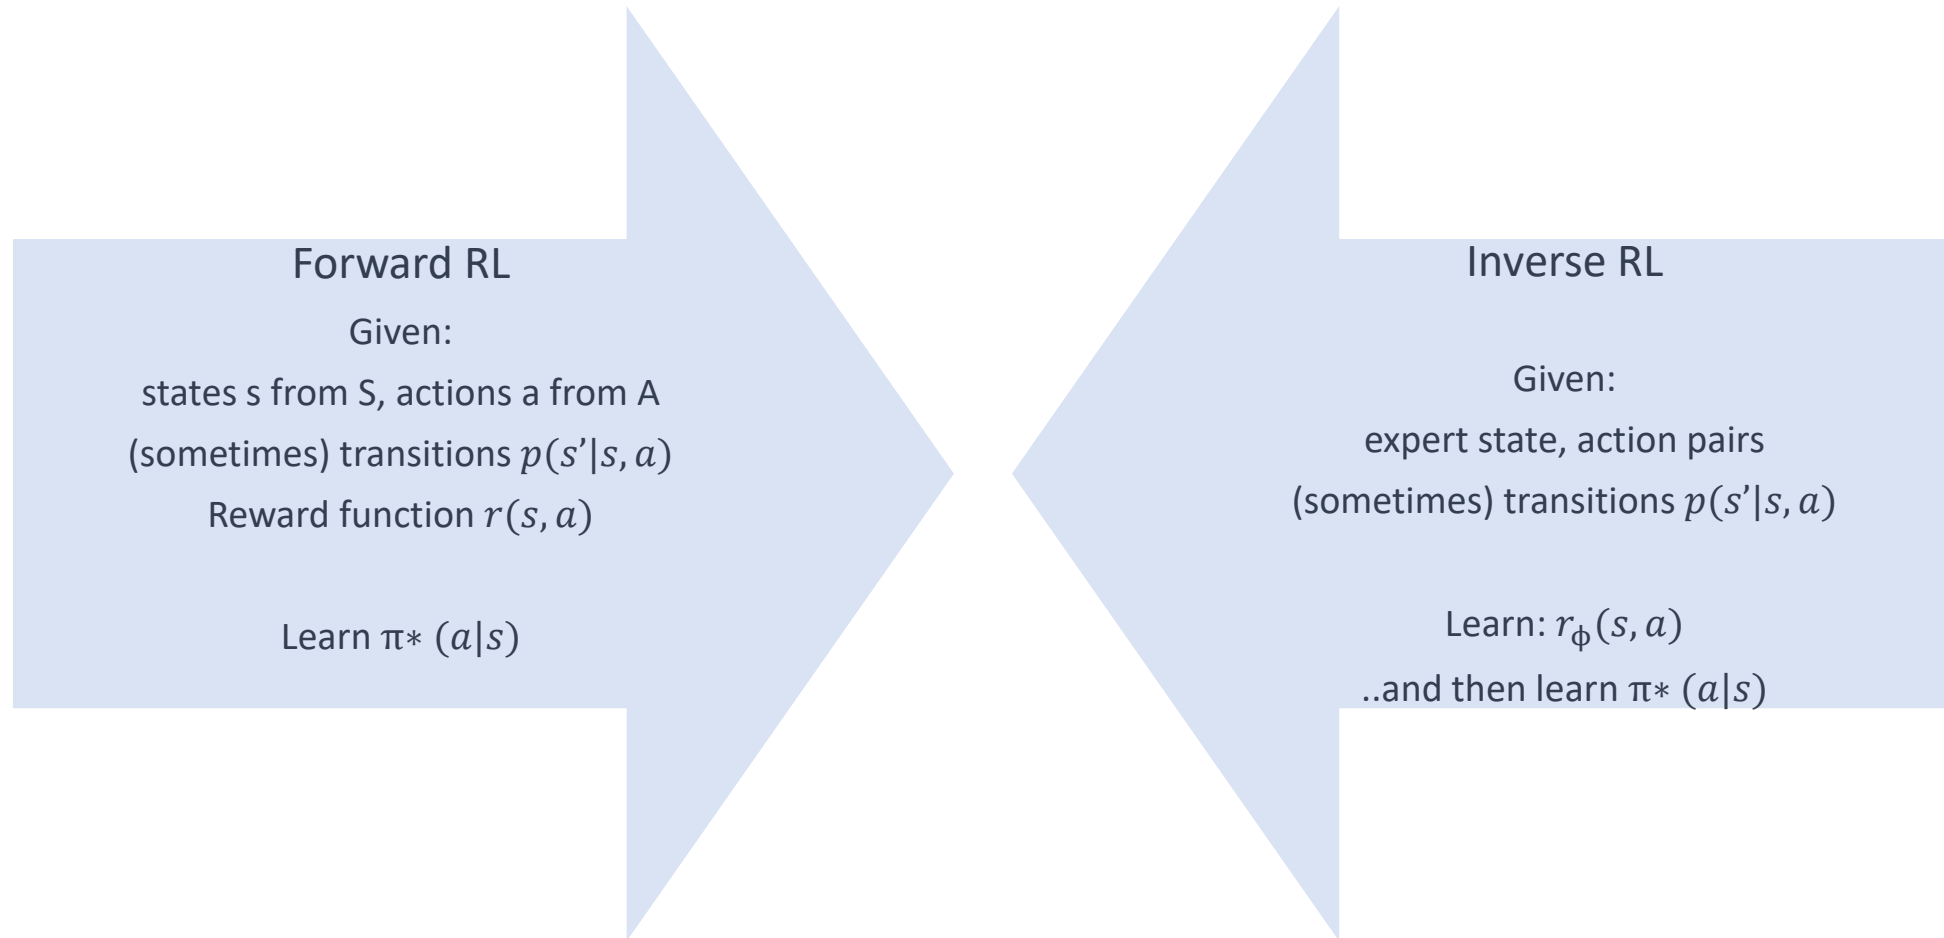 Forward RL
Given:
states s from S, actions a from A
(sometimes) transitions p(s’|s, a)
Reward function r(s, a)
Learn π∗ (a|s)
Inverse RL
Given:
expert state, action pairs
(sometimes) transitions p(s’|s, a)
Learn: r_ϕ(s, a)
..and then learn π∗ (a|s)